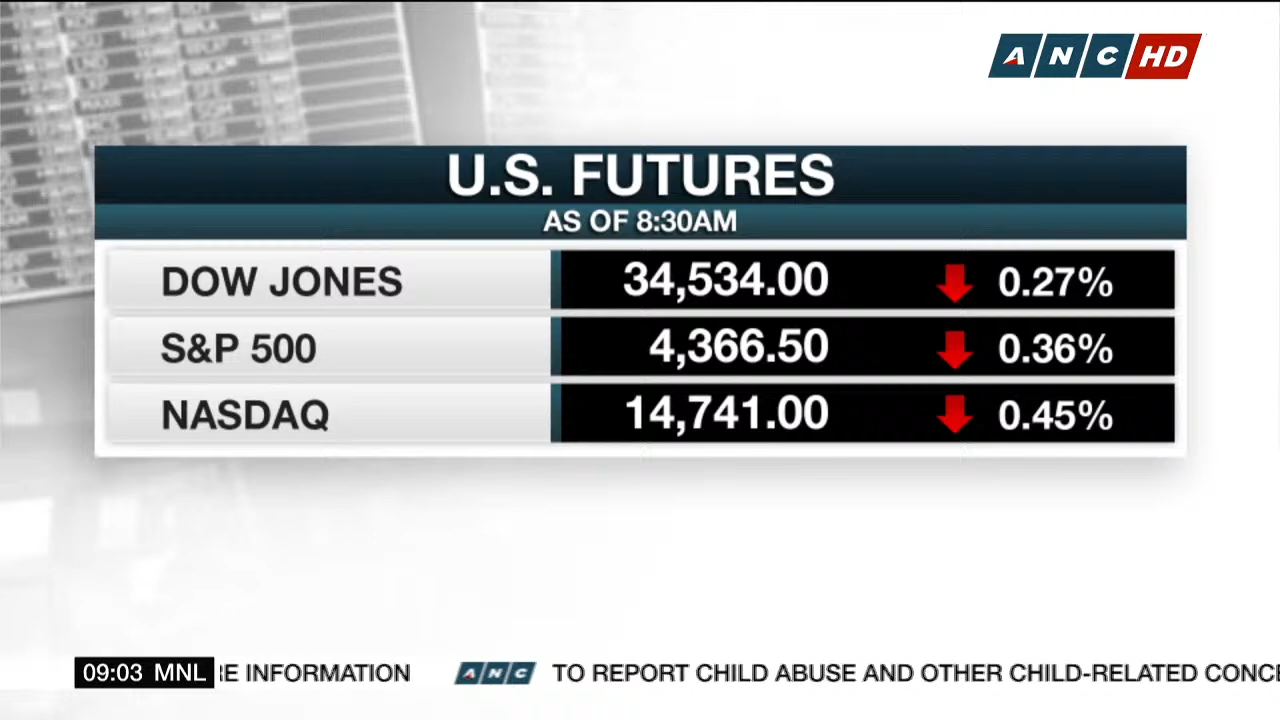 ANC HD
U.S. FUTURES
AS OF 8:30AM
DOW JONES 34,534.00 0.27%
S&P 500 4,366.50 0.36%
NASDAQ 14,741.00 0.45%
09:03 MNL RE INFORMATION ANC TO REPORT CHILD ABUSE AND OTHER CHILD-RELATED CONCE